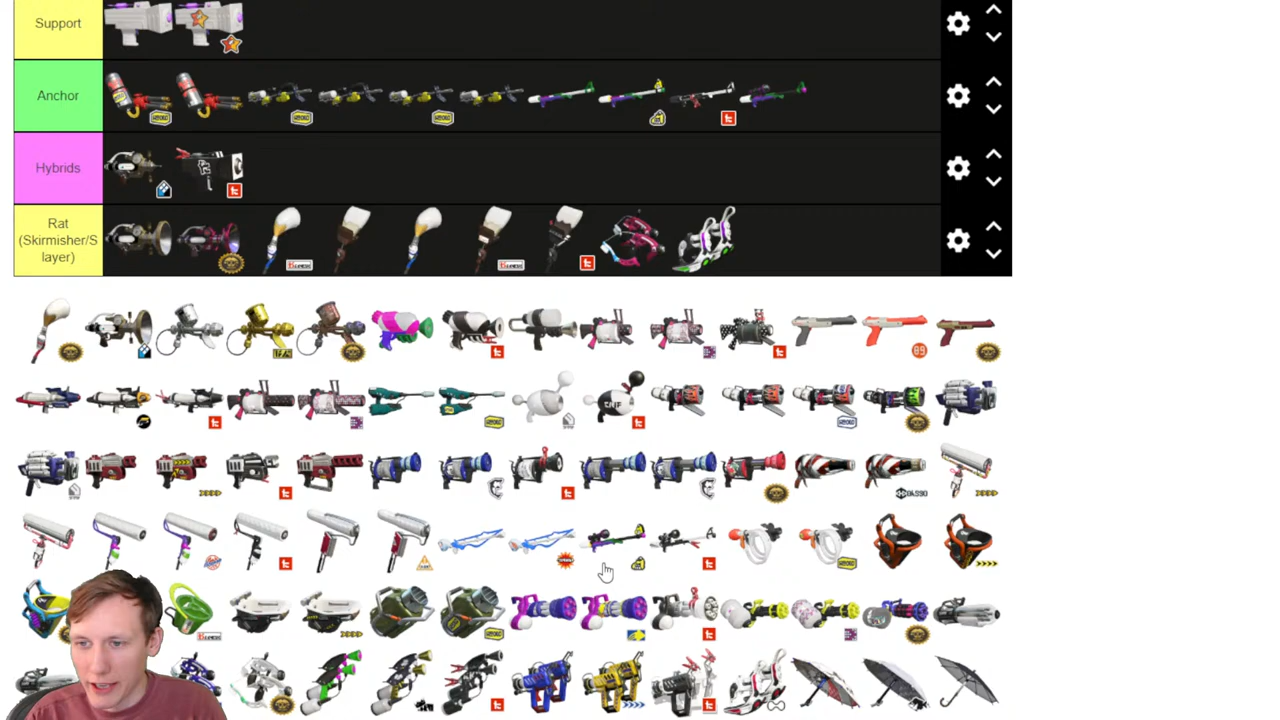 Support
Anchor
Hybrids
Rat
(Skirmisher/S
layer)